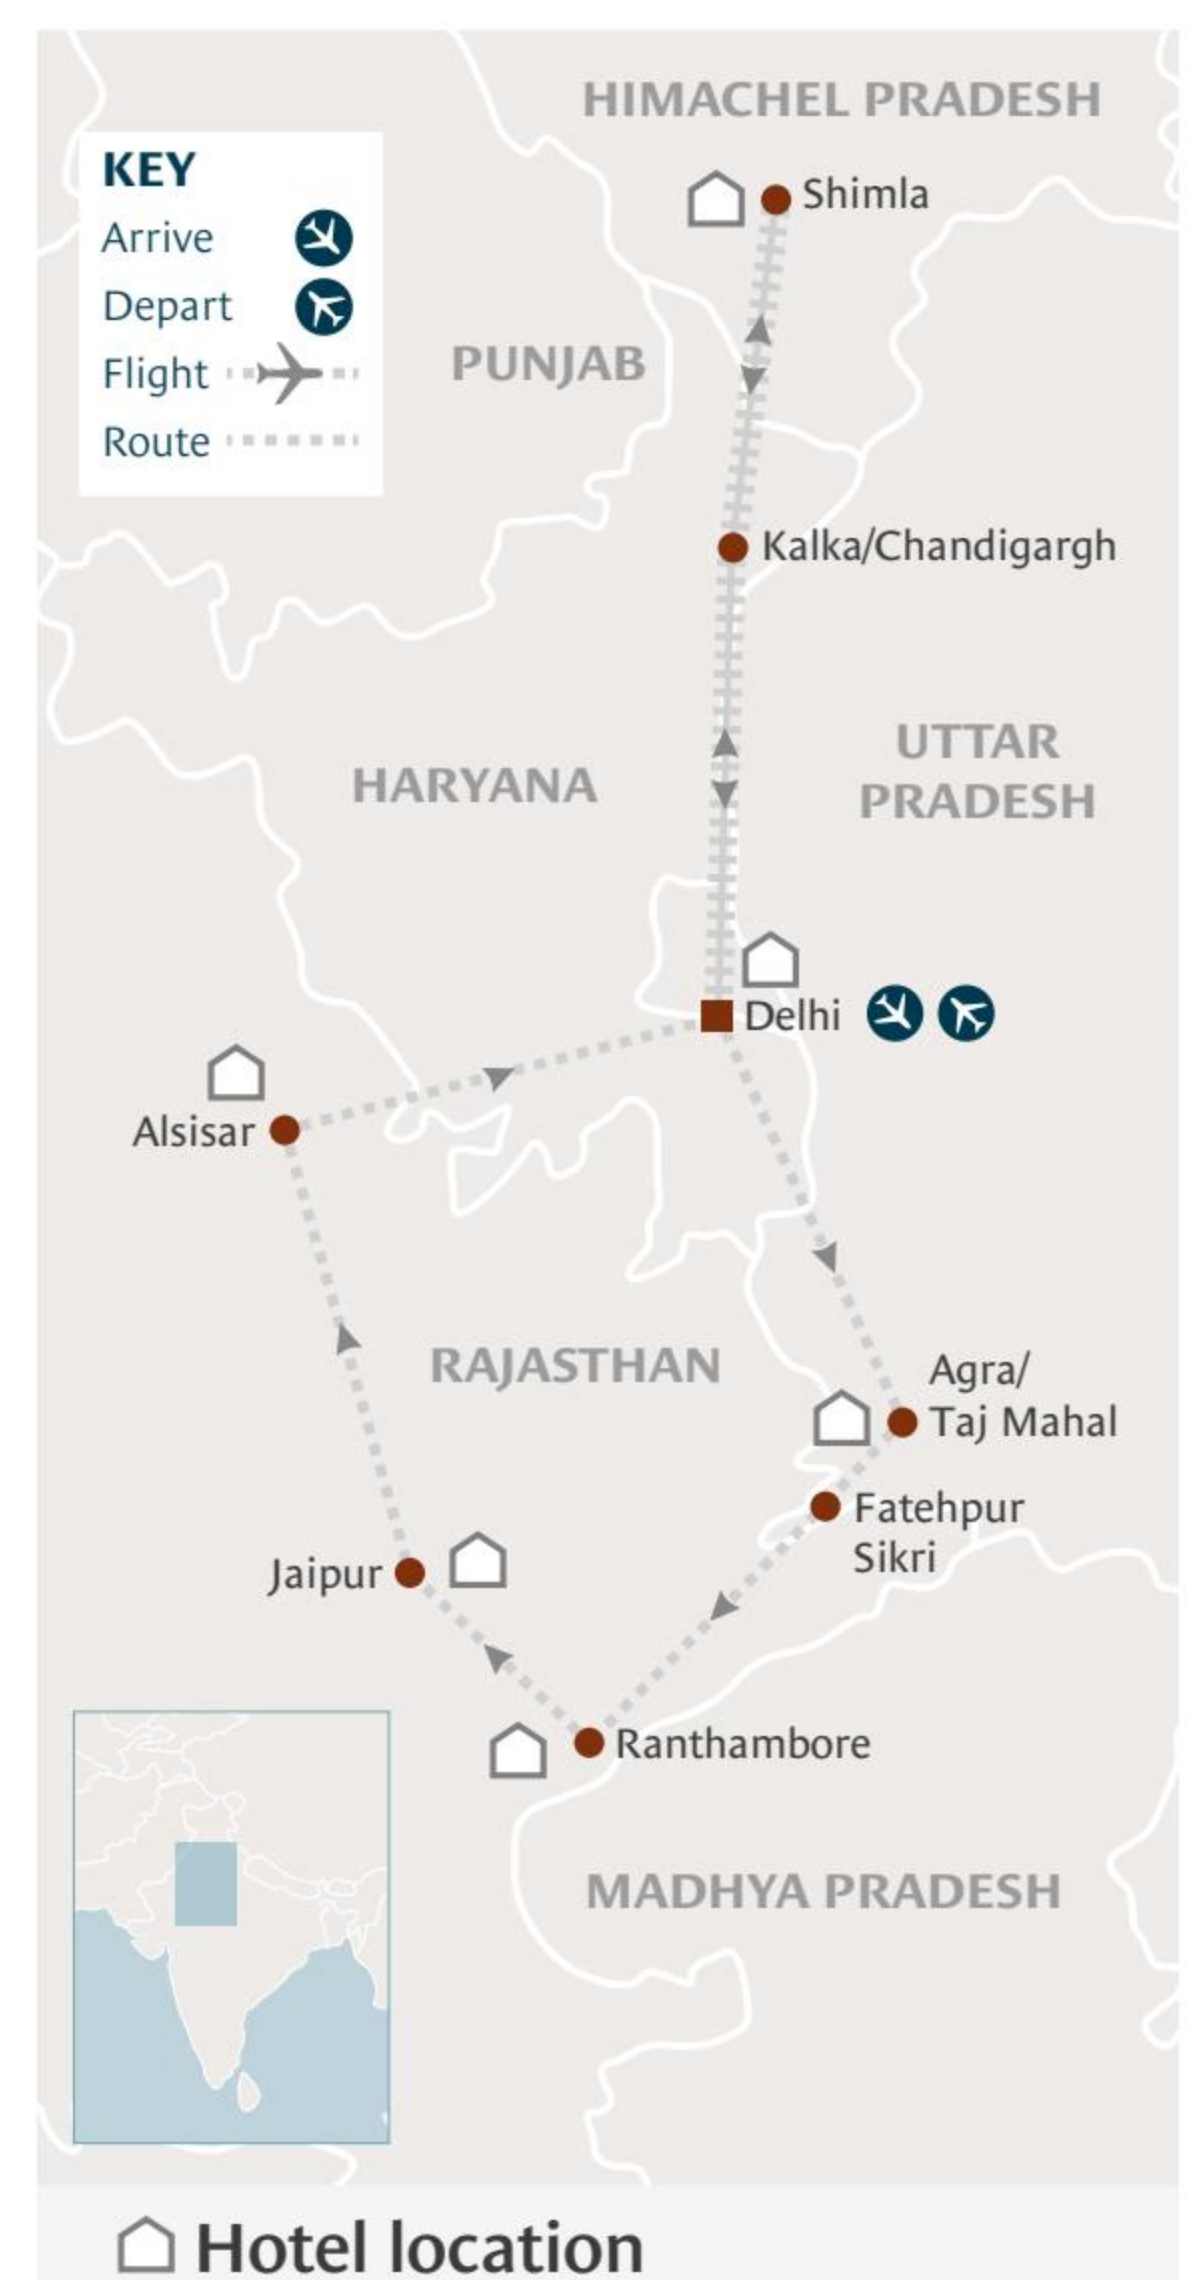 HIMACHEL PRADESH
KEY
Arrive
Depart
Flight
Route
Shimla
PUNJAB
Kalka/Chandigargh
HARYANA
UTTAR
PRADESH
Delhi
Alsisar
RAJASTHAN
Agra/
Taj Mahal
Fatehpur
Sikri
Jaipur
Ranthambore
MADHYA PRADESH
Hotel location